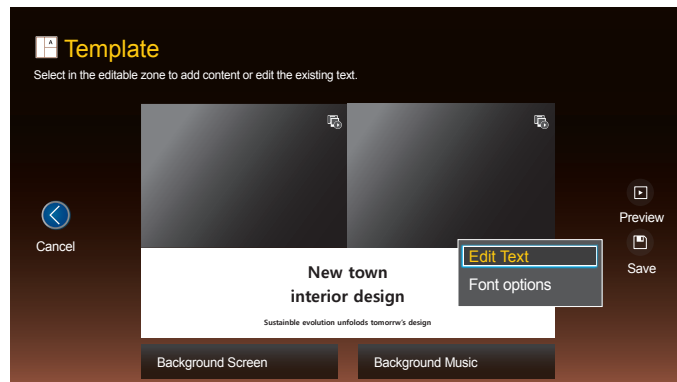 Template
Select in the editable zone to add content or edit the existing text.
Preview
Cancel
Edit Text
Save
Font options
New town
interior design
Sustainble evolution unfolods tomorrw's design
Background Screen
Background Music